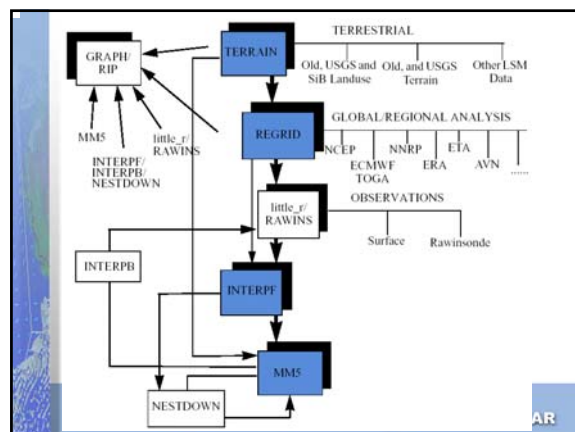 TERRESTRIAL
GRAPH/
RIP
TERRAIN
Old, USGS and
SiB Landuse
Old, and USGS
Terrain
Other LSM
Data
MM5
little_r/
RAWINS
INTERPF/
INTERPB/
NESTDOWN
REGRID
GLOBAL/REGIONAL ANALYSIS
NCEP
ECMWF
TOGA
NNRP
ERA
ETA
AVN
......
little_r/
RAWINS
OBSERVATIONS
Surface
Rawinsonde
INTERPB
INTERPF
MM5
NESTDOWN
AR